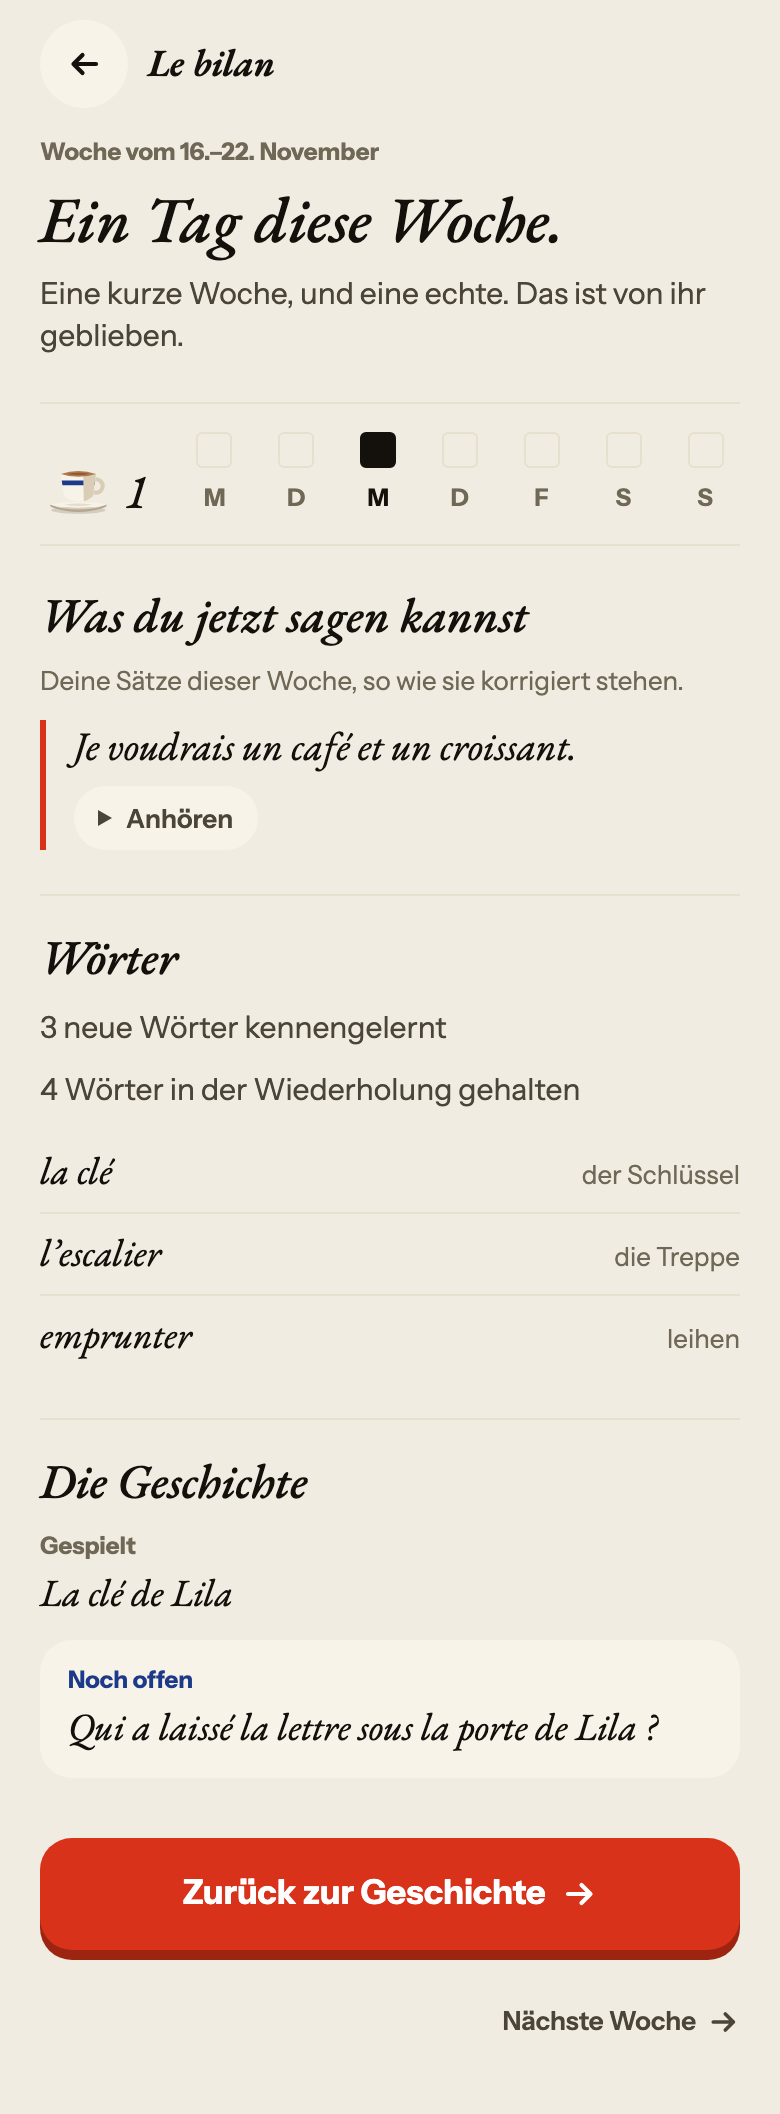 Le bilan
Woche vom 16.–22. November
Ein Tag diese Woche.
Eine kurze Woche, und eine echte. Das ist von ihr
geblieben.
1
M D M D F S S
Was du jetzt sagen kannst
Deine Sätze dieser Woche, so wie sie korrigiert stehen.
Je voudrais un café et un croissant.
Anhören
Wörter
3 neue Wörter kennengelernt
4 Wörter in der Wiederholung gehalten
la clé der Schlüssel
l’escalier die Treppe
emprunter leihen
Die Geschichte
Gespielt
La clé de Lila
Noch offen
Qui a laissé la lettre sous la porte de Lila ?
Zurück zur Geschichte →
Nächste Woche →